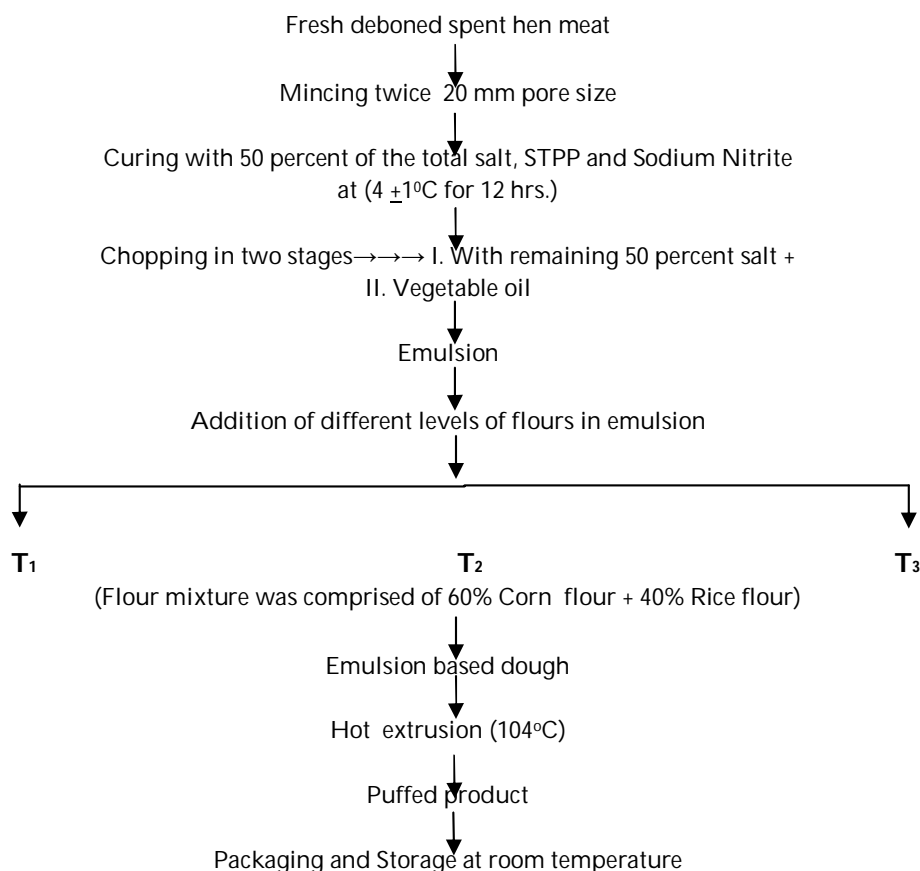 Fresh deboned spent hen meat
Mincing twice 20 mm pore size
Curing with 50 percent of the total salt, STPP and Sodium Nitrite
at (4 ±1⁰C for 12 hrs.)
Chopping in two stages→→→ I. With remaining 50 percent salt +
II. Vegetable oil
Emulsion
Addition of different levels of flours in emulsion
T₁ T₂ T₃
(Flour mixture was comprised of 60% Corn flour + 40% Rice flour)
Emulsion based dough
Hot extrusion (104⁰C)
Puffed product
Packaging and Storage at room temperature